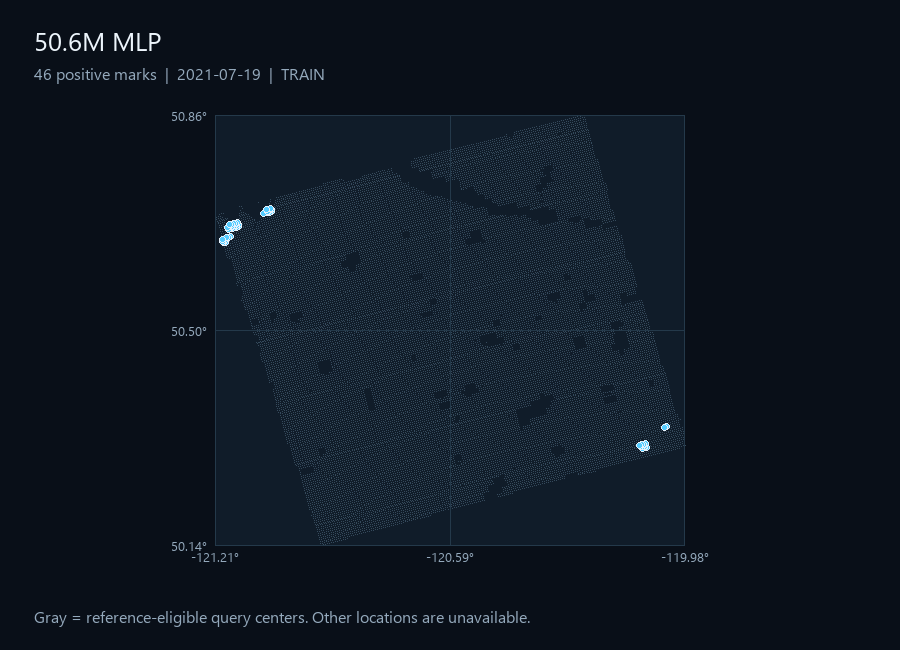 50.6M MLP
46 positive marks | 2021-07-19 | TRAIN
50.86°
50.50°
50.14°
-121.21° -120.59° -119.98°
Gray = reference-eligible query centers. Other locations are unavailable.